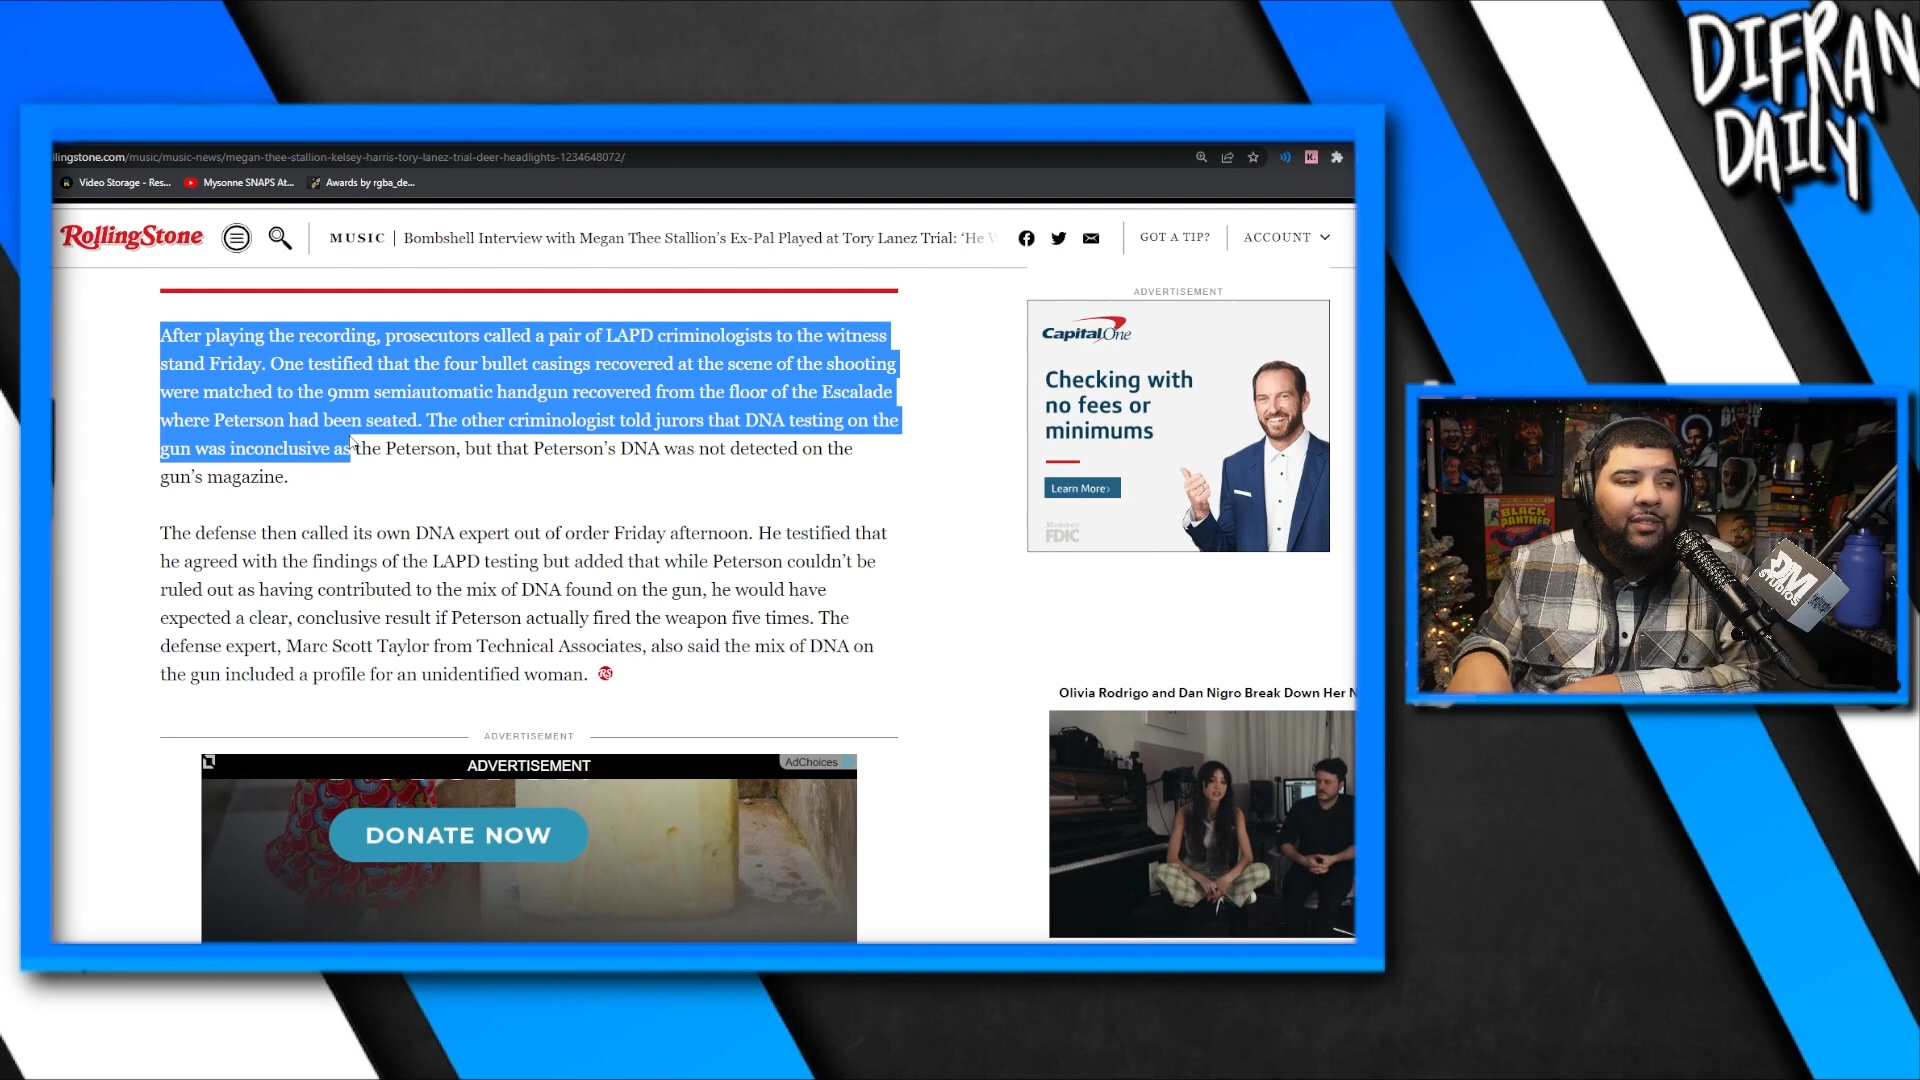 DIFRAN
DAILY
llingstone.com/music/music-news/megan-thee-stallion-kelsey-harris-tory-lanez-trial-deer-headlights-1234648072/
K.
Video Storage - Res...
Mysonne SNAPS At...
Awards by rgba_de...
RollingStone
MUSIC
Bombshell Interview with Megan Thee Stallion's Ex-Pal Played at Tory Lanez Trial: 'He W
GOT A TIP?
ACCOUNT
After playing the recording, prosecutors called a pair of LAPD criminologists to the witness
stand Friday. One testified that the four bullet casings recovered at the scene of the shooting
were matched to the 9mm semiautomatic handgun recovered from the floor of the Escalade
where Peterson had been seated. The other criminologist told jurors that DNA testing on the
gun was inconclusive as the Peterson, but that Peterson's DNA was not detected on the
gun's magazine.
The defense then called its own DNA expert out of order Friday afternoon. He testified that
he agreed with the findings of the LAPD testing but added that while Peterson couldn't be
ruled out as having contributed to the mix of DNA found on the gun, he would have
expected a clear, conclusive result if Peterson actually fired the weapon five times. The
defense expert, Marc Scott Taylor from Technical Associates, also said the mix of DNA on
the gun included a profile for an unidentified woman. RS
ADVERTISEMENT
ADVERTISEMENT
AdChoices
DONATE NOW
ADVERTISEMENT
CapitalOne
Checking with
no fees or
minimums
Learn More›
Member
FDIC
Olivia Rodrigo and Dan Nigro Break Down Her N
BLACK
PANTHER
DM
STUDIOS